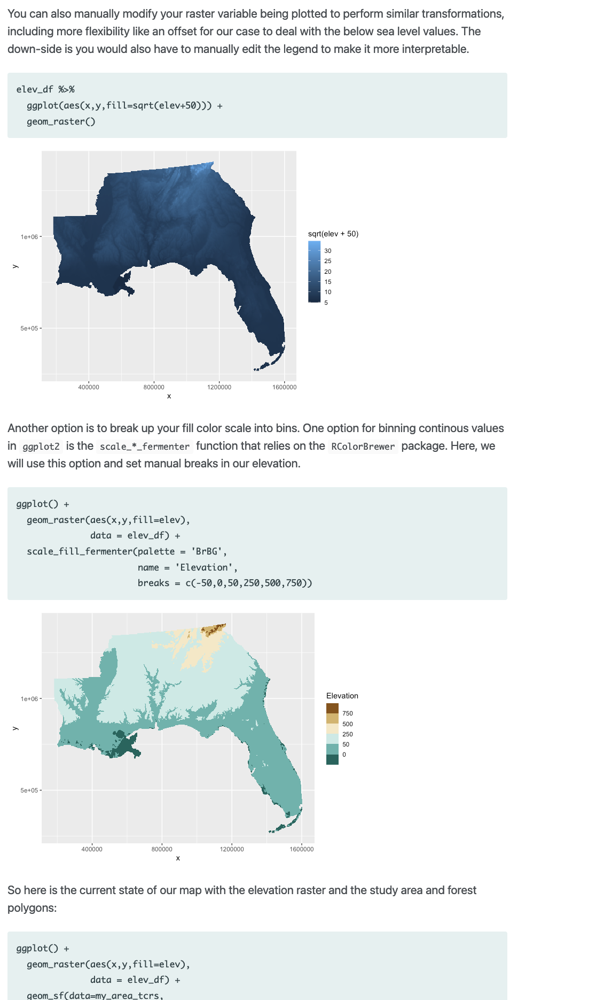 You can also manually modify your raster variable being plotted to perform similar transformations,
including more flexibility like an offset for our case to deal with the below sea level values. The
down-side is you would also have to manually edit the legend to make it more interpretable.
elev_df %>%
  ggplot(aes(x,y,fill=sqrt(elev+50))) +
  geom_raster()
1e+06
5e+05
y
400000 800000 1200000 1600000
x
sqrt(elev + 50)
30
25
20
15
10
5
Another option is to break up your fill color scale into bins. One option for binning continous values
in ggplot2 is the scale_*_fermenter function that relies on the RColorBrewer package. Here, we
will use this option and set manual breaks in our elevation.
ggplot() +
  geom_raster(aes(x,y,fill=elev),
              data = elev_df) +
  scale_fill_fermenter(palette = 'BrBG',
                       name = 'Elevation',
                       breaks = c(-50,0,50,250,500,750))
1e+06
5e+05
y
400000 800000 1200000 1600000
x
Elevation
750
500
250
50
0
So here is the current state of our map with the elevation raster and the study area and forest
polygons:
ggplot() +
  geom_raster(aes(x,y,fill=elev),
              data = elev_df) +
  geom_sf(data=my_area_tcrs,